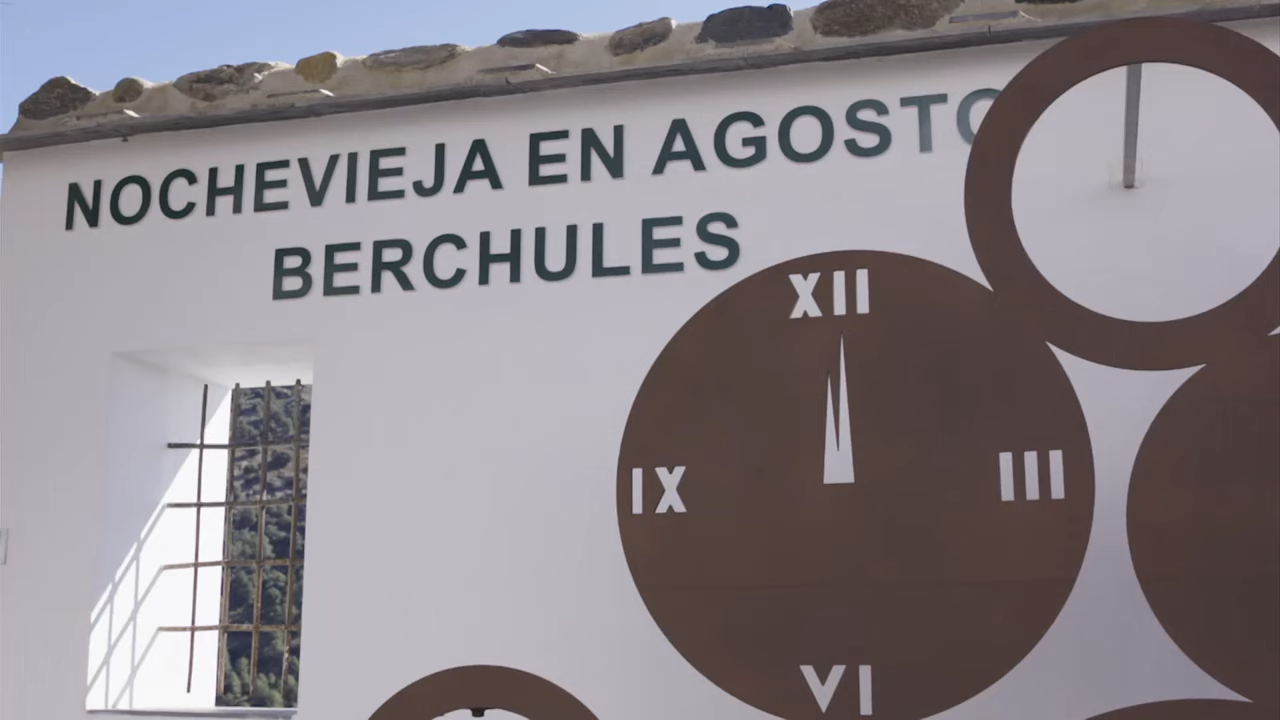 NOCHEVIEJA EN AGOSTO
BERCHULES
XII
IX
III
VI